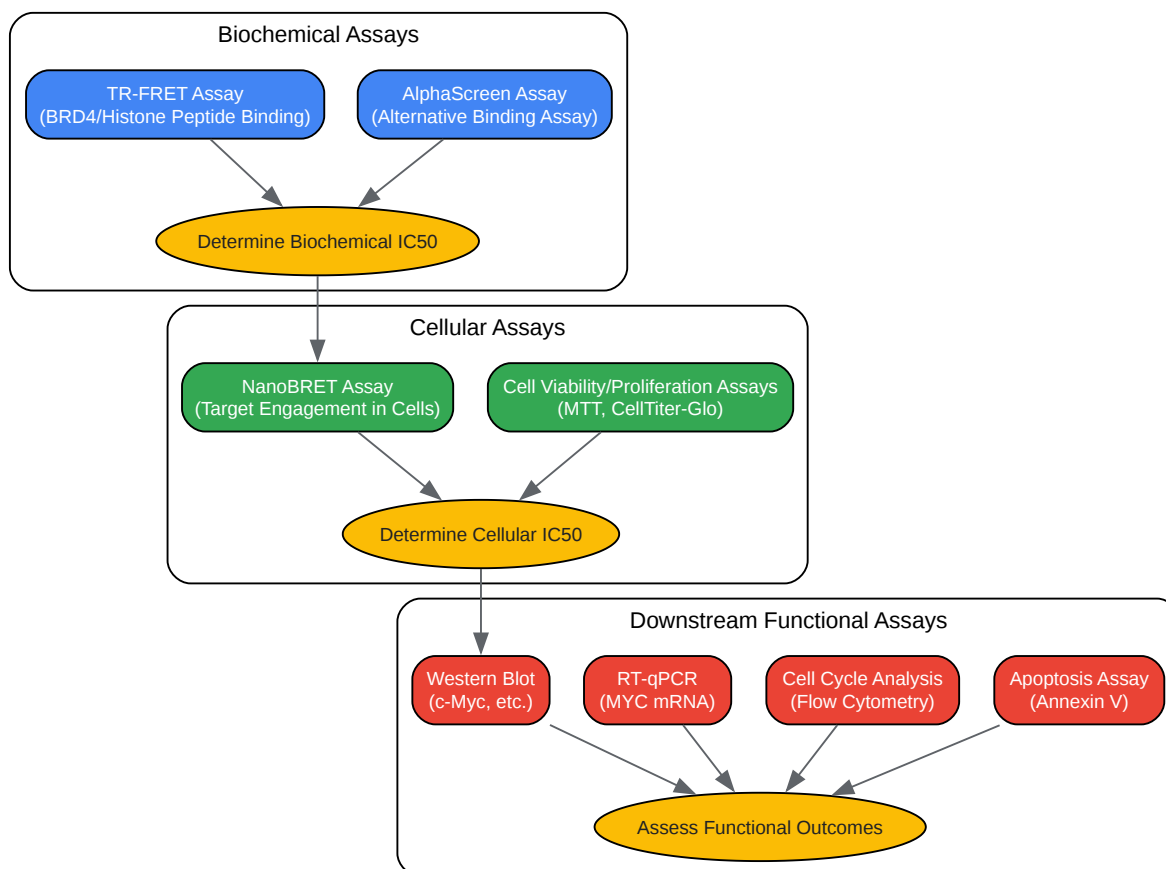 Biochemical Assays
TR-FRET Assay
(BRD4/Histone Peptide Binding)
AlphaScreen Assay
(Alternative Binding Assay)
Determine Biochemical IC50
Cellular Assays
NanoBRET Assay
(Target Engagement in Cells)
Cell Viability/Proliferation Assays
(MTT, CellTiter-Glo)
Determine Cellular IC50
Downstream Functional Assays
Western Blot
(c-Myc, etc.)
RT-qPCR
(MYC mRNA)
Cell Cycle Analysis
(Flow Cytometry)
Apoptosis Assay
(Annexin V)
Assess Functional Outcomes